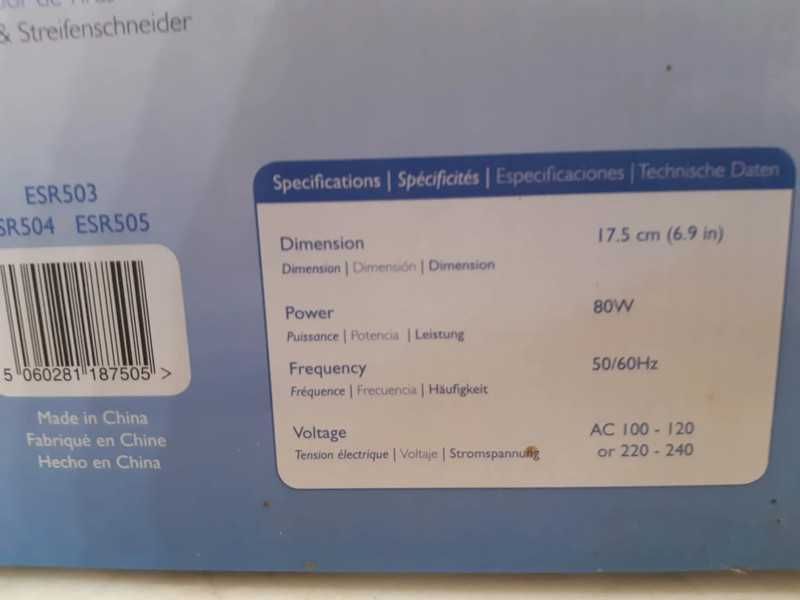 & Streifenschneider
ESR503
SR504 ESR505
5 060281 187505 >
Made in China
Fabriqué en Chine
Hecho en China
Specifications | Spécificités | Especificaciones | Technische Daten
Dimension 17.5 cm (6.9 in)
Dimension | Dimensión | Dimension
Power 80W
Puissance | Potencia | Leistung
Frequency 50/60Hz
Fréquence | Frecuencia | Häufigkeit
Voltage AC 100 - 120
Tension électrique | Voltaje | Stromspannung or 220 - 240